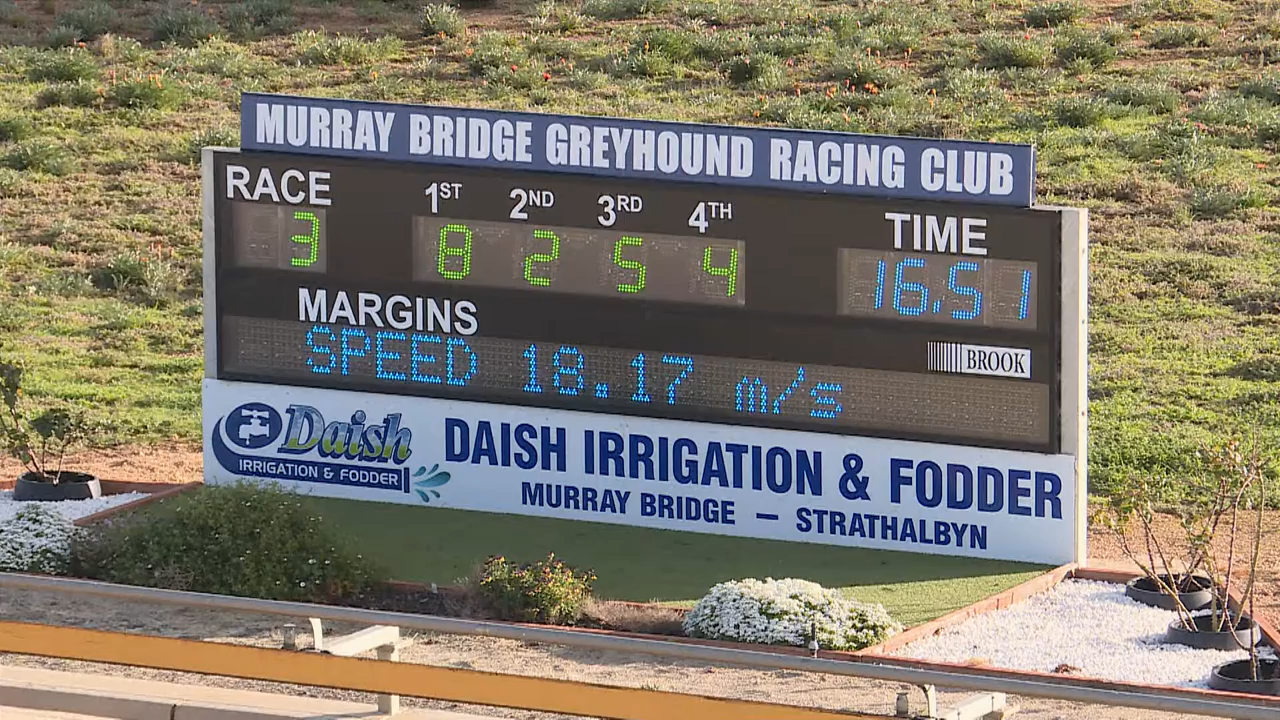 MURRAY BRIDGE GREYHOUND RACING CLUB
RACE 1ST 2ND 3RD 4TH TIME
3 8 2 5 4 16.51
MARGINS
SPEED 18.17 m/s
BROOK
Daish
IRRIGATION & FODDER
DAISH IRRIGATION & FODDER
MURRAY BRIDGE – STRATHALBYN